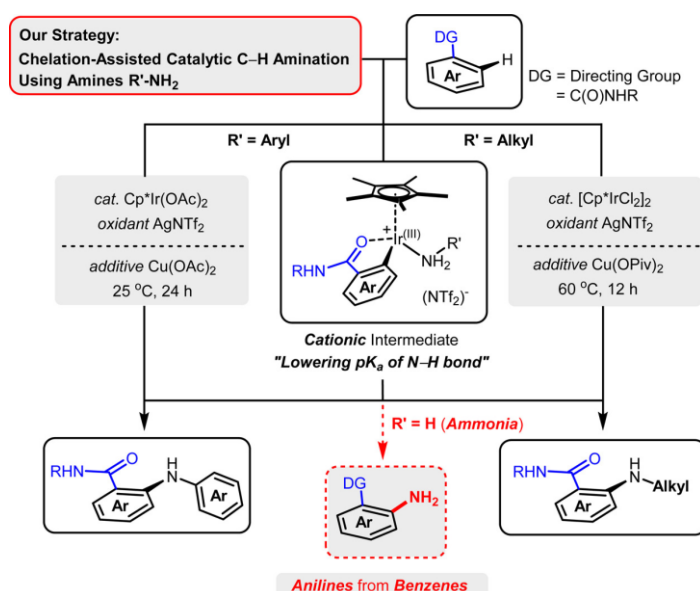 Our Strategy:
Chelation-Assisted Catalytic C–H Amination
Using Amines R'-NH2
DG
H
Ar
DG = Directing Group
= C(O)NHR
R' = Aryl
R' = Alkyl
cat. Cp*Ir(OAc)2
oxidant AgNTf2
additive Cu(OAc)2
25 °C, 24 h
+
Ir(III)
O
R'
RHN
NH2
Ar
(NTf2)-
Cationic Intermediate
"Lowering pKa of N–H bond"
cat. [Cp*IrCl2]2
oxidant AgNTf2
additive Cu(OPiv)2
60 °C, 12 h
R' = H (Ammonia)
O
H
RHN
N
Ar
Ar
DG
NH2
Ar
O
H
RHN
N
Alkyl
Ar
Anilines from Benzenes